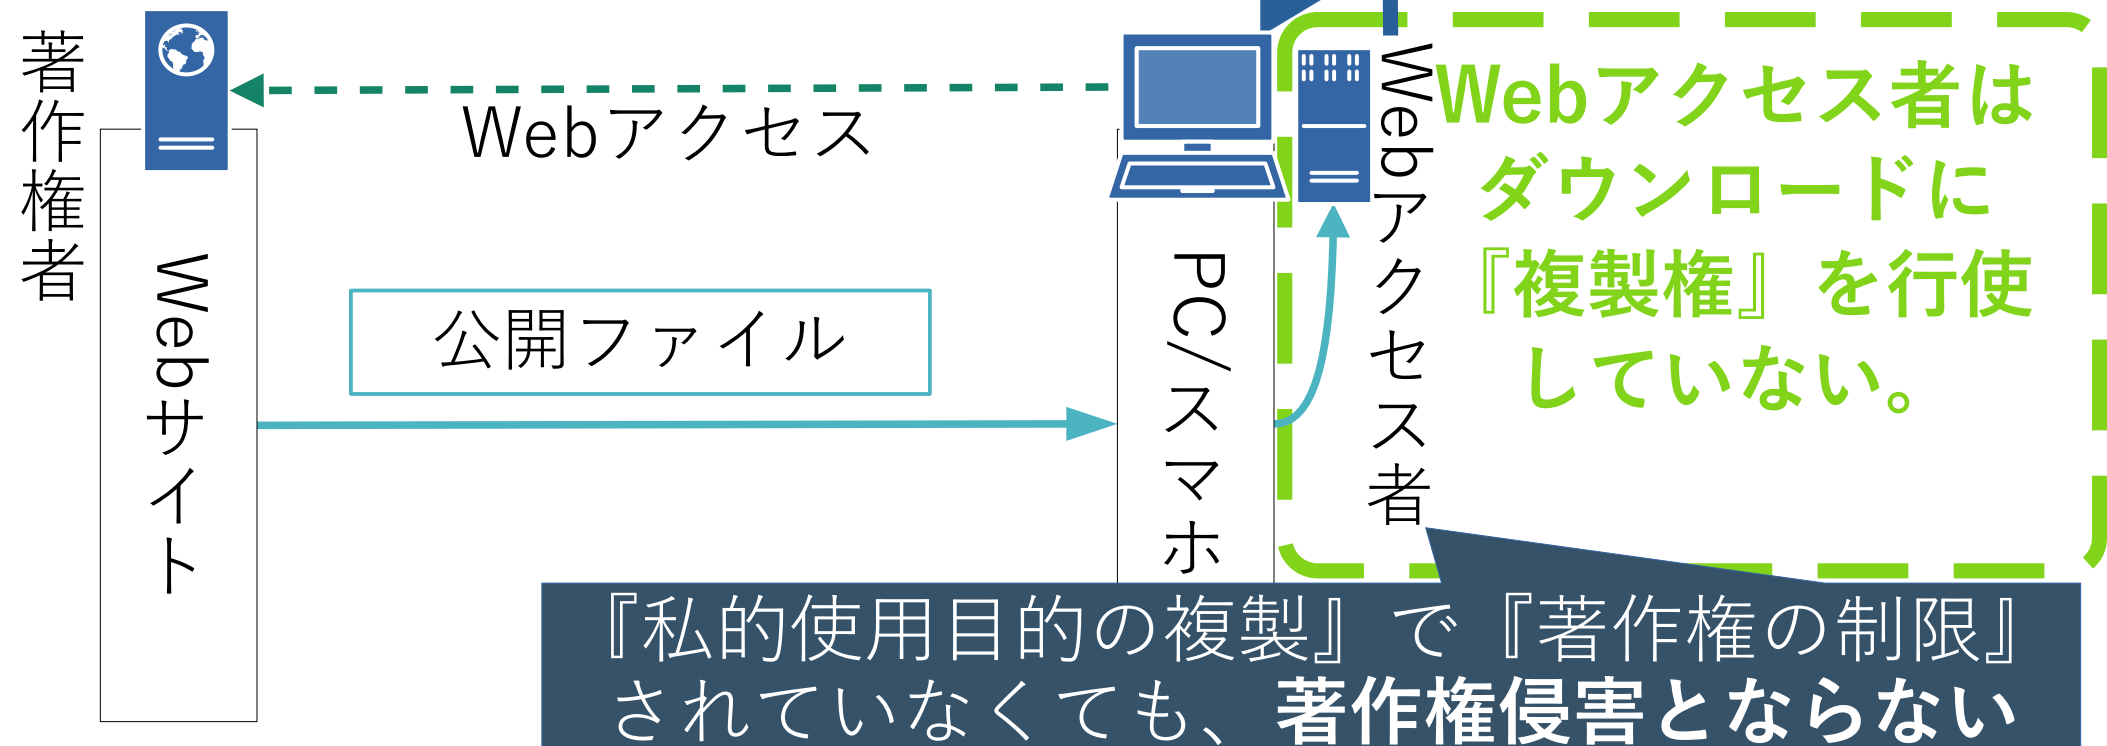 著作権者
Webサイト
Webアクセス
公開ファイル
PC/スマホ
Webアクセス者
Webアクセス者は
ダウンロードに
『複製権』を行使
していない。
『私的使用目的の複製』で『著作権の制限』
されていなくても、著作権侵害とならない